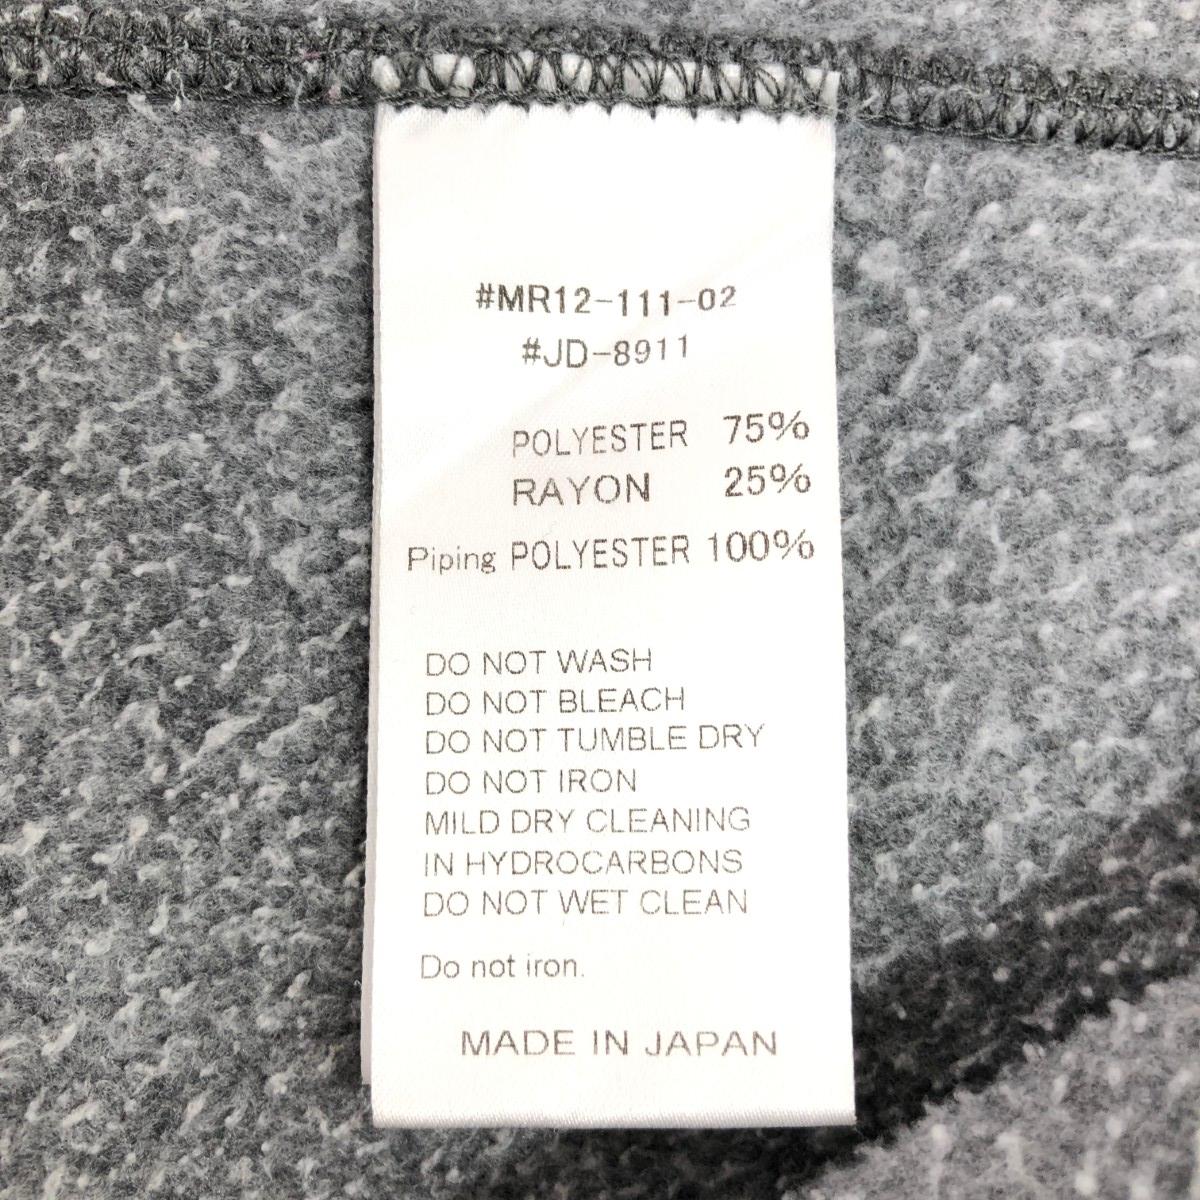 #MR12-111-02
#JD-8911
POLYESTER 75%
RAYON 25%
Piping POLYESTER 100%
DO NOT WASH
DO NOT BLEACH
DO NOT TUMBLE DRY
DO NOT IRON
MILD DRY CLEANING
IN HYDROCARBONS
DO NOT WET CLEAN
Do not iron.
MADE IN JAPAN